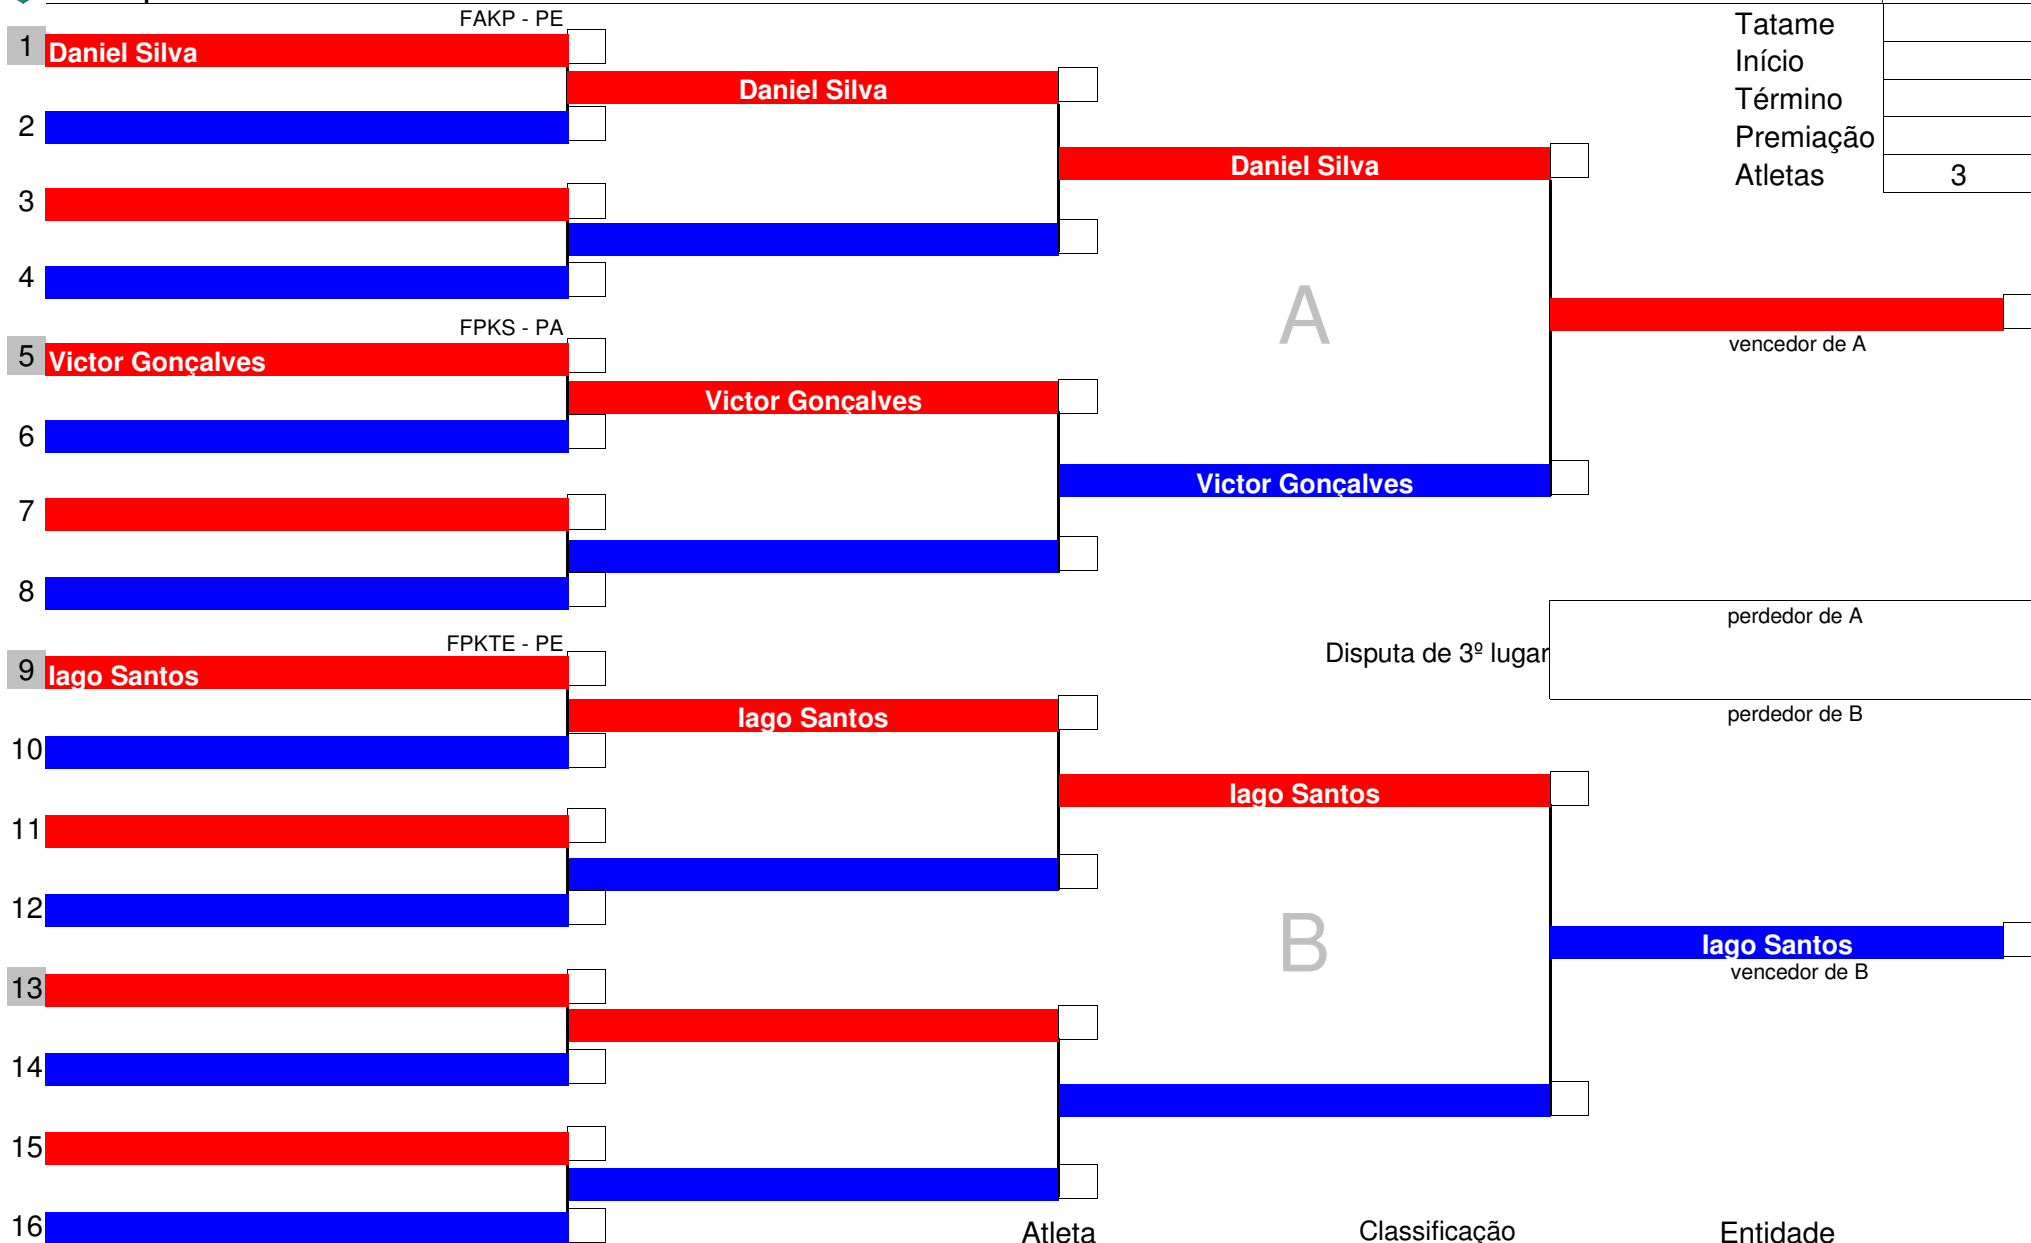 FAKP - PE
Tatame
1 Daniel Silva
Início
Daniel Silva
Término
2
Premiação
Daniel Silva
Atletas 3
3
4
A
FPKS - PA
vencedor de A
5 Victor Gonçalves
Victor Gonçalves
6
Victor Gonçalves
7
8
perdedor de A
FPKTE - PE
Disputa de 3º lugar
9 Iago Santos
perdedor de B
Iago Santos
10
Iago Santos
11
12
B
Iago Santos
vencedor de B
13
14
15
16
Atleta Classificação Entidade